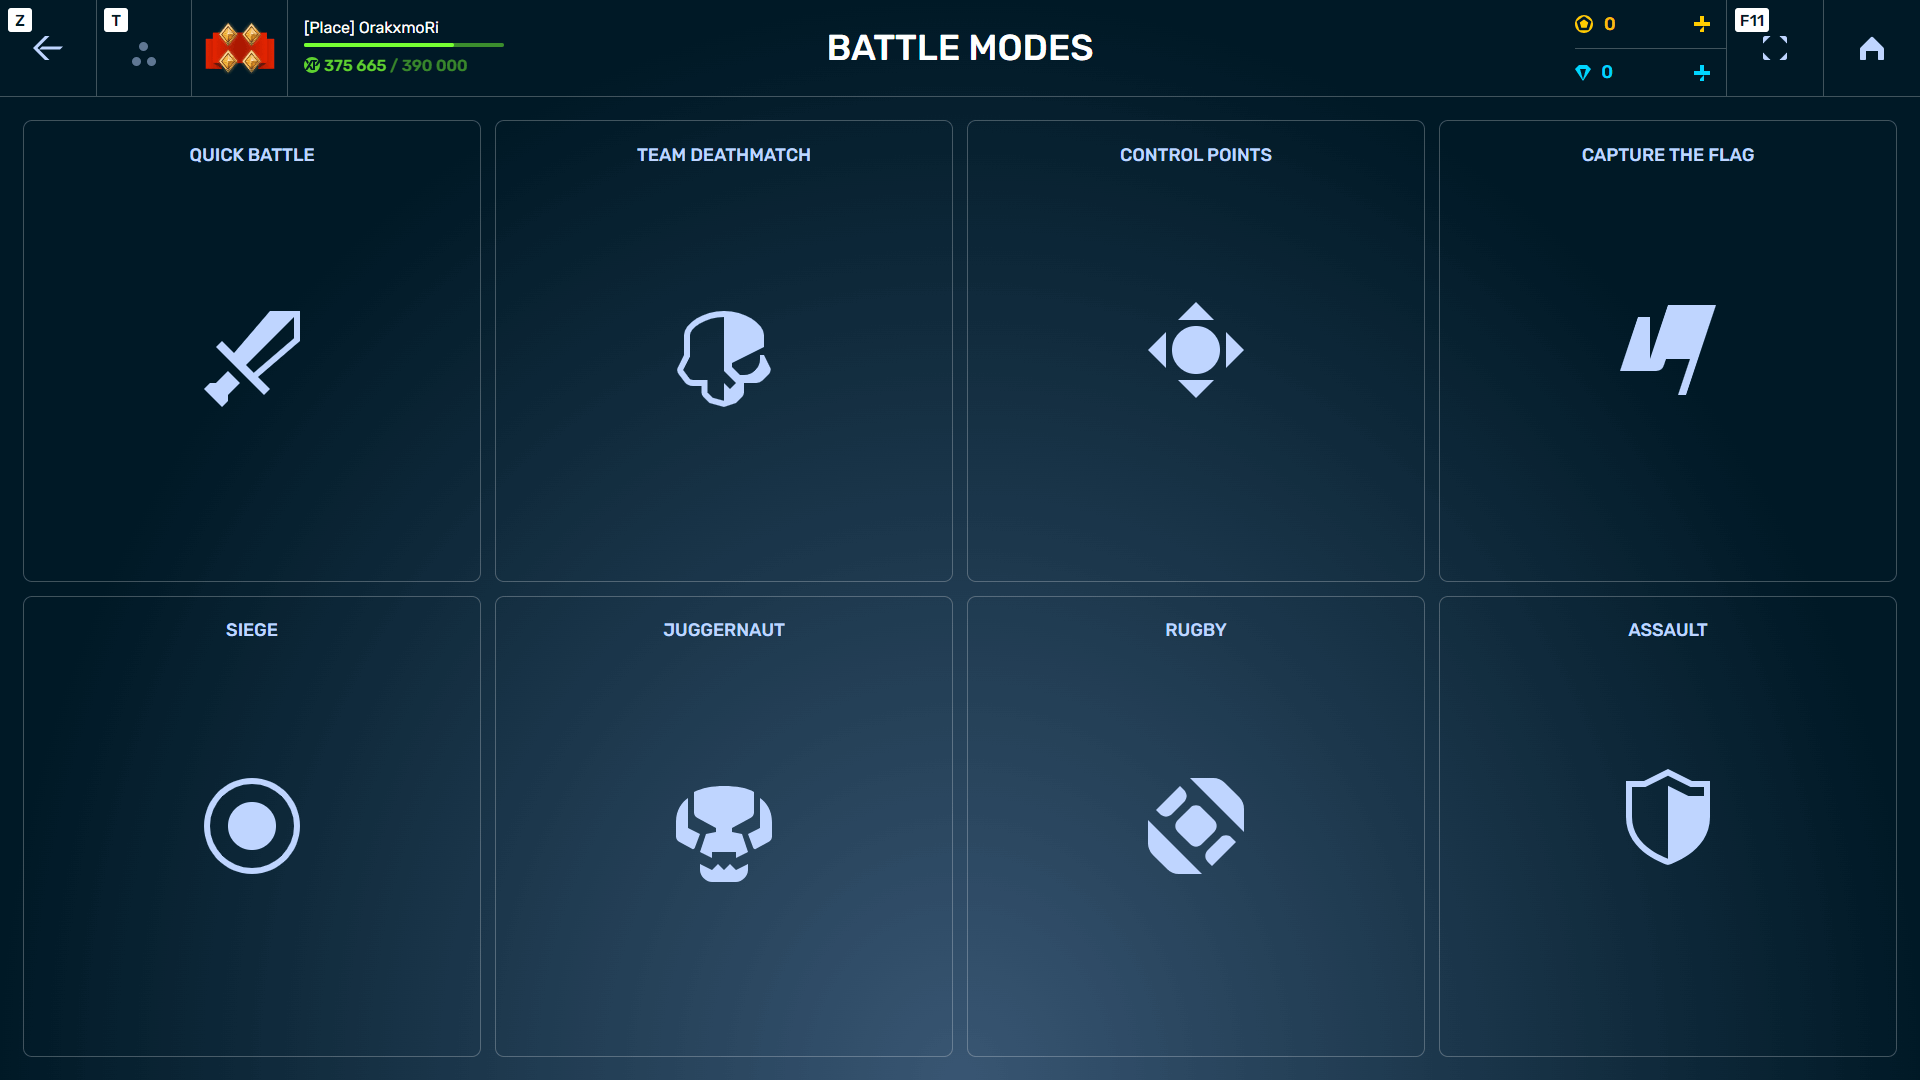 Z
T
[Place] OrakxmoRi
XP 375 665 / 390 000
BATTLE MODES
0
0
F11
QUICK BATTLE
TEAM DEATHMATCH
CONTROL POINTS
CAPTURE THE FLAG
SIEGE
JUGGERNAUT
RUGBY
ASSAULT